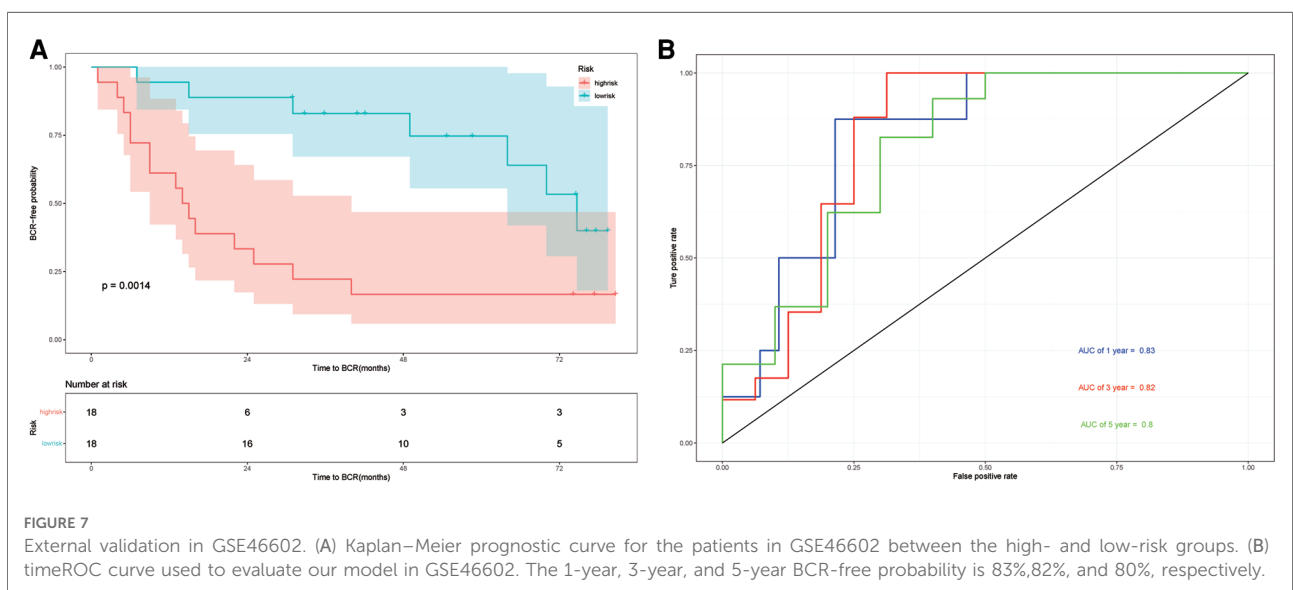 A
Risk
highrisk
lowrisk
1.00
0.75
0.50
0.25
0.00
BCR-free probability
p = 0.0014
0 24 48 72
Time to BCR(months)
Number at risk
Risk
highrisk 18 6 3 3
lowrisk 18 16 10 5
0 24 48 72
Time to BCR(months)
B
1.00
0.75
0.50
0.25
0.00
Ture positive rate
AUC of 1 year = 0.83
AUC of 3 year = 0.82
AUC of 5 year = 0.8
0.00 0.25 0.50 0.75 1.00
False positive rate
FIGURE 7
External validation in GSE46602. (A) Kaplan–Meier prognostic curve for the patients in GSE46602 between the high- and low-risk groups. (B)
timeROC curve used to evaluate our model in GSE46602. The 1-year, 3-year, and 5-year BCR-free probability is 83%,82%, and 80%, respectively.